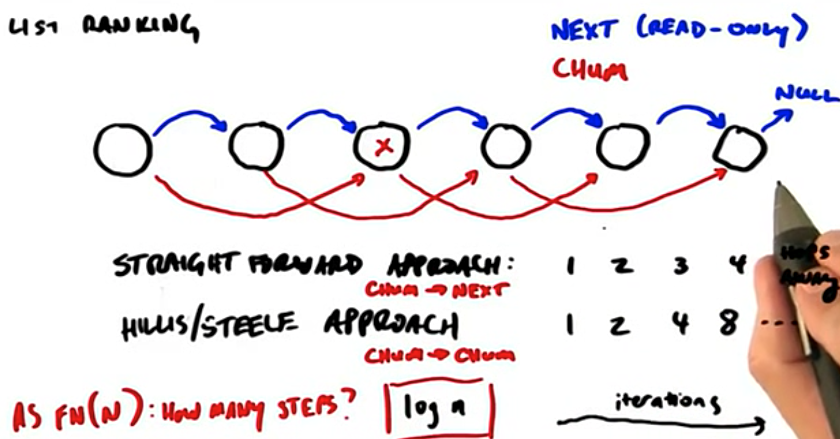 LIST RANKING
NEXT (READ-ONLY)
CHUM
NULL
X
STRAIGHT FORWARD APPROACH: 1 2 3 4 HOPS AWAY
CHUM → NEXT
HILLIS/STEELE APPROACH 1 2 4 8 ...
CHUM → CHUM
AS FN(N): HOW MANY STEPS? log n
iterations